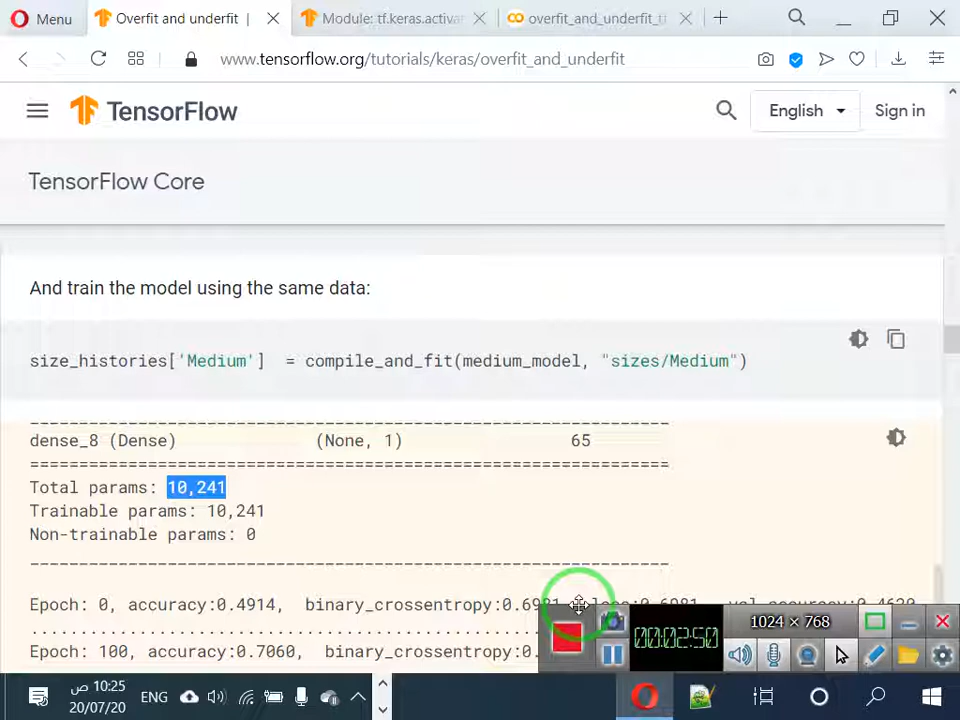 Menu
Overfit and underfit |
Module: tf.keras.activa
overfit_and_underfit_t
www.tensorflow.org/tutorials/keras/overfit_and_underfit
TensorFlow
English
Sign in
TensorFlow Core
And train the model using the same data:
size_histories['Medium']  = compile_and_fit(medium_model, "sizes/Medium")
dense_8 (Dense) (None, 1) 65
Total params: 10,241
Trainable params: 10,241
Non-trainable params: 0
Epoch: 0, accuracy:0.4914,  binary_crossentropy:0.6981
Epoch: 100, accuracy:0.7060,  binary_crossentropy:0.
00:02:50
1024 × 768
10:25 ص
ENG
20/07/20